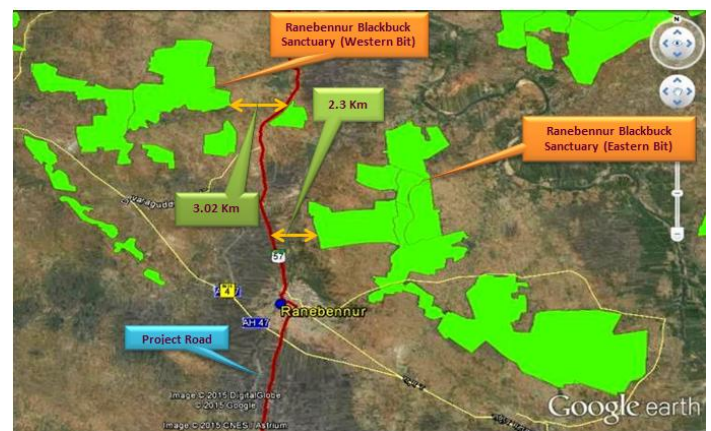 N
Ranebennur Blackbuck
Sanctuary (Western Bit)
2.3 Km
Ranebennur Blackbuck
Sanctuary (Eastern Bit)
3.02 Km
57
4
Ranebennur
AH 47
Project Road
Image © 2015 DigitalGlobe
© 2015 Google
Image © 2015 CNES / Astrium
Google earth